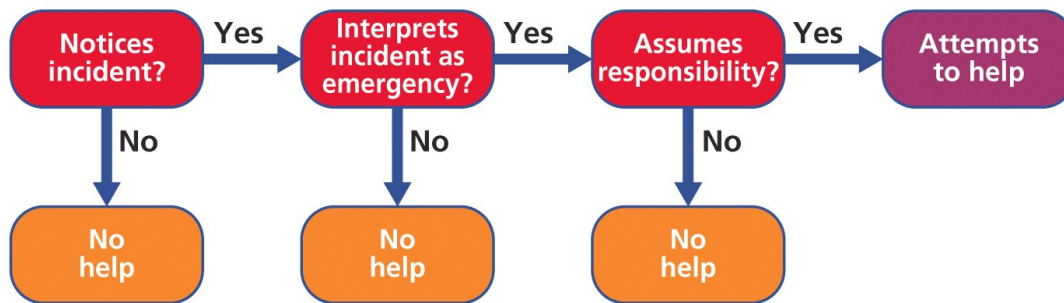 Notices
incident?
Yes
Interprets
incident as
emergency?
Yes
Assumes
responsibility?
Yes
Attempts
to help
No
No
No
No
help
No
help
No
help